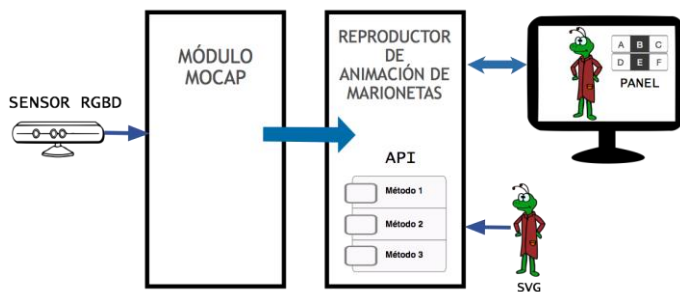 SENSOR RGBD
MÓDULO
MOCAP
REPRODUCTOR
DE
ANIMACIÓN DE
MARIONETAS
API
Método 1
Método 2
Método 3
A B C
D E F
PANEL
SVG